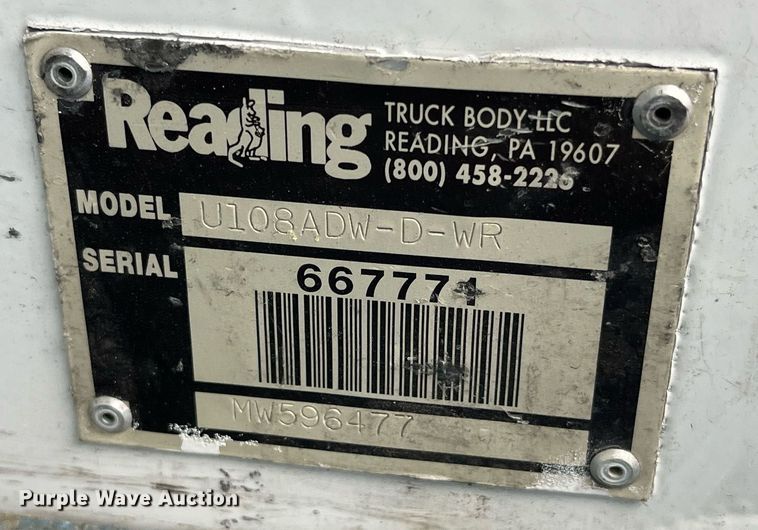 Reading
TRUCK BODY LLC
READING, PA 19607
(800) 458-2226
MODEL U108ADW-D-WR
SERIAL 667771
MW596477
Purple Wave Auction